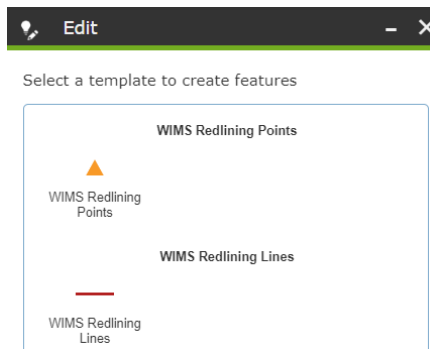 Edit
Select a template to create features
WIMS Redlining Points
WIMS Redlining
Points
WIMS Redlining Lines
WIMS Redlining
Lines